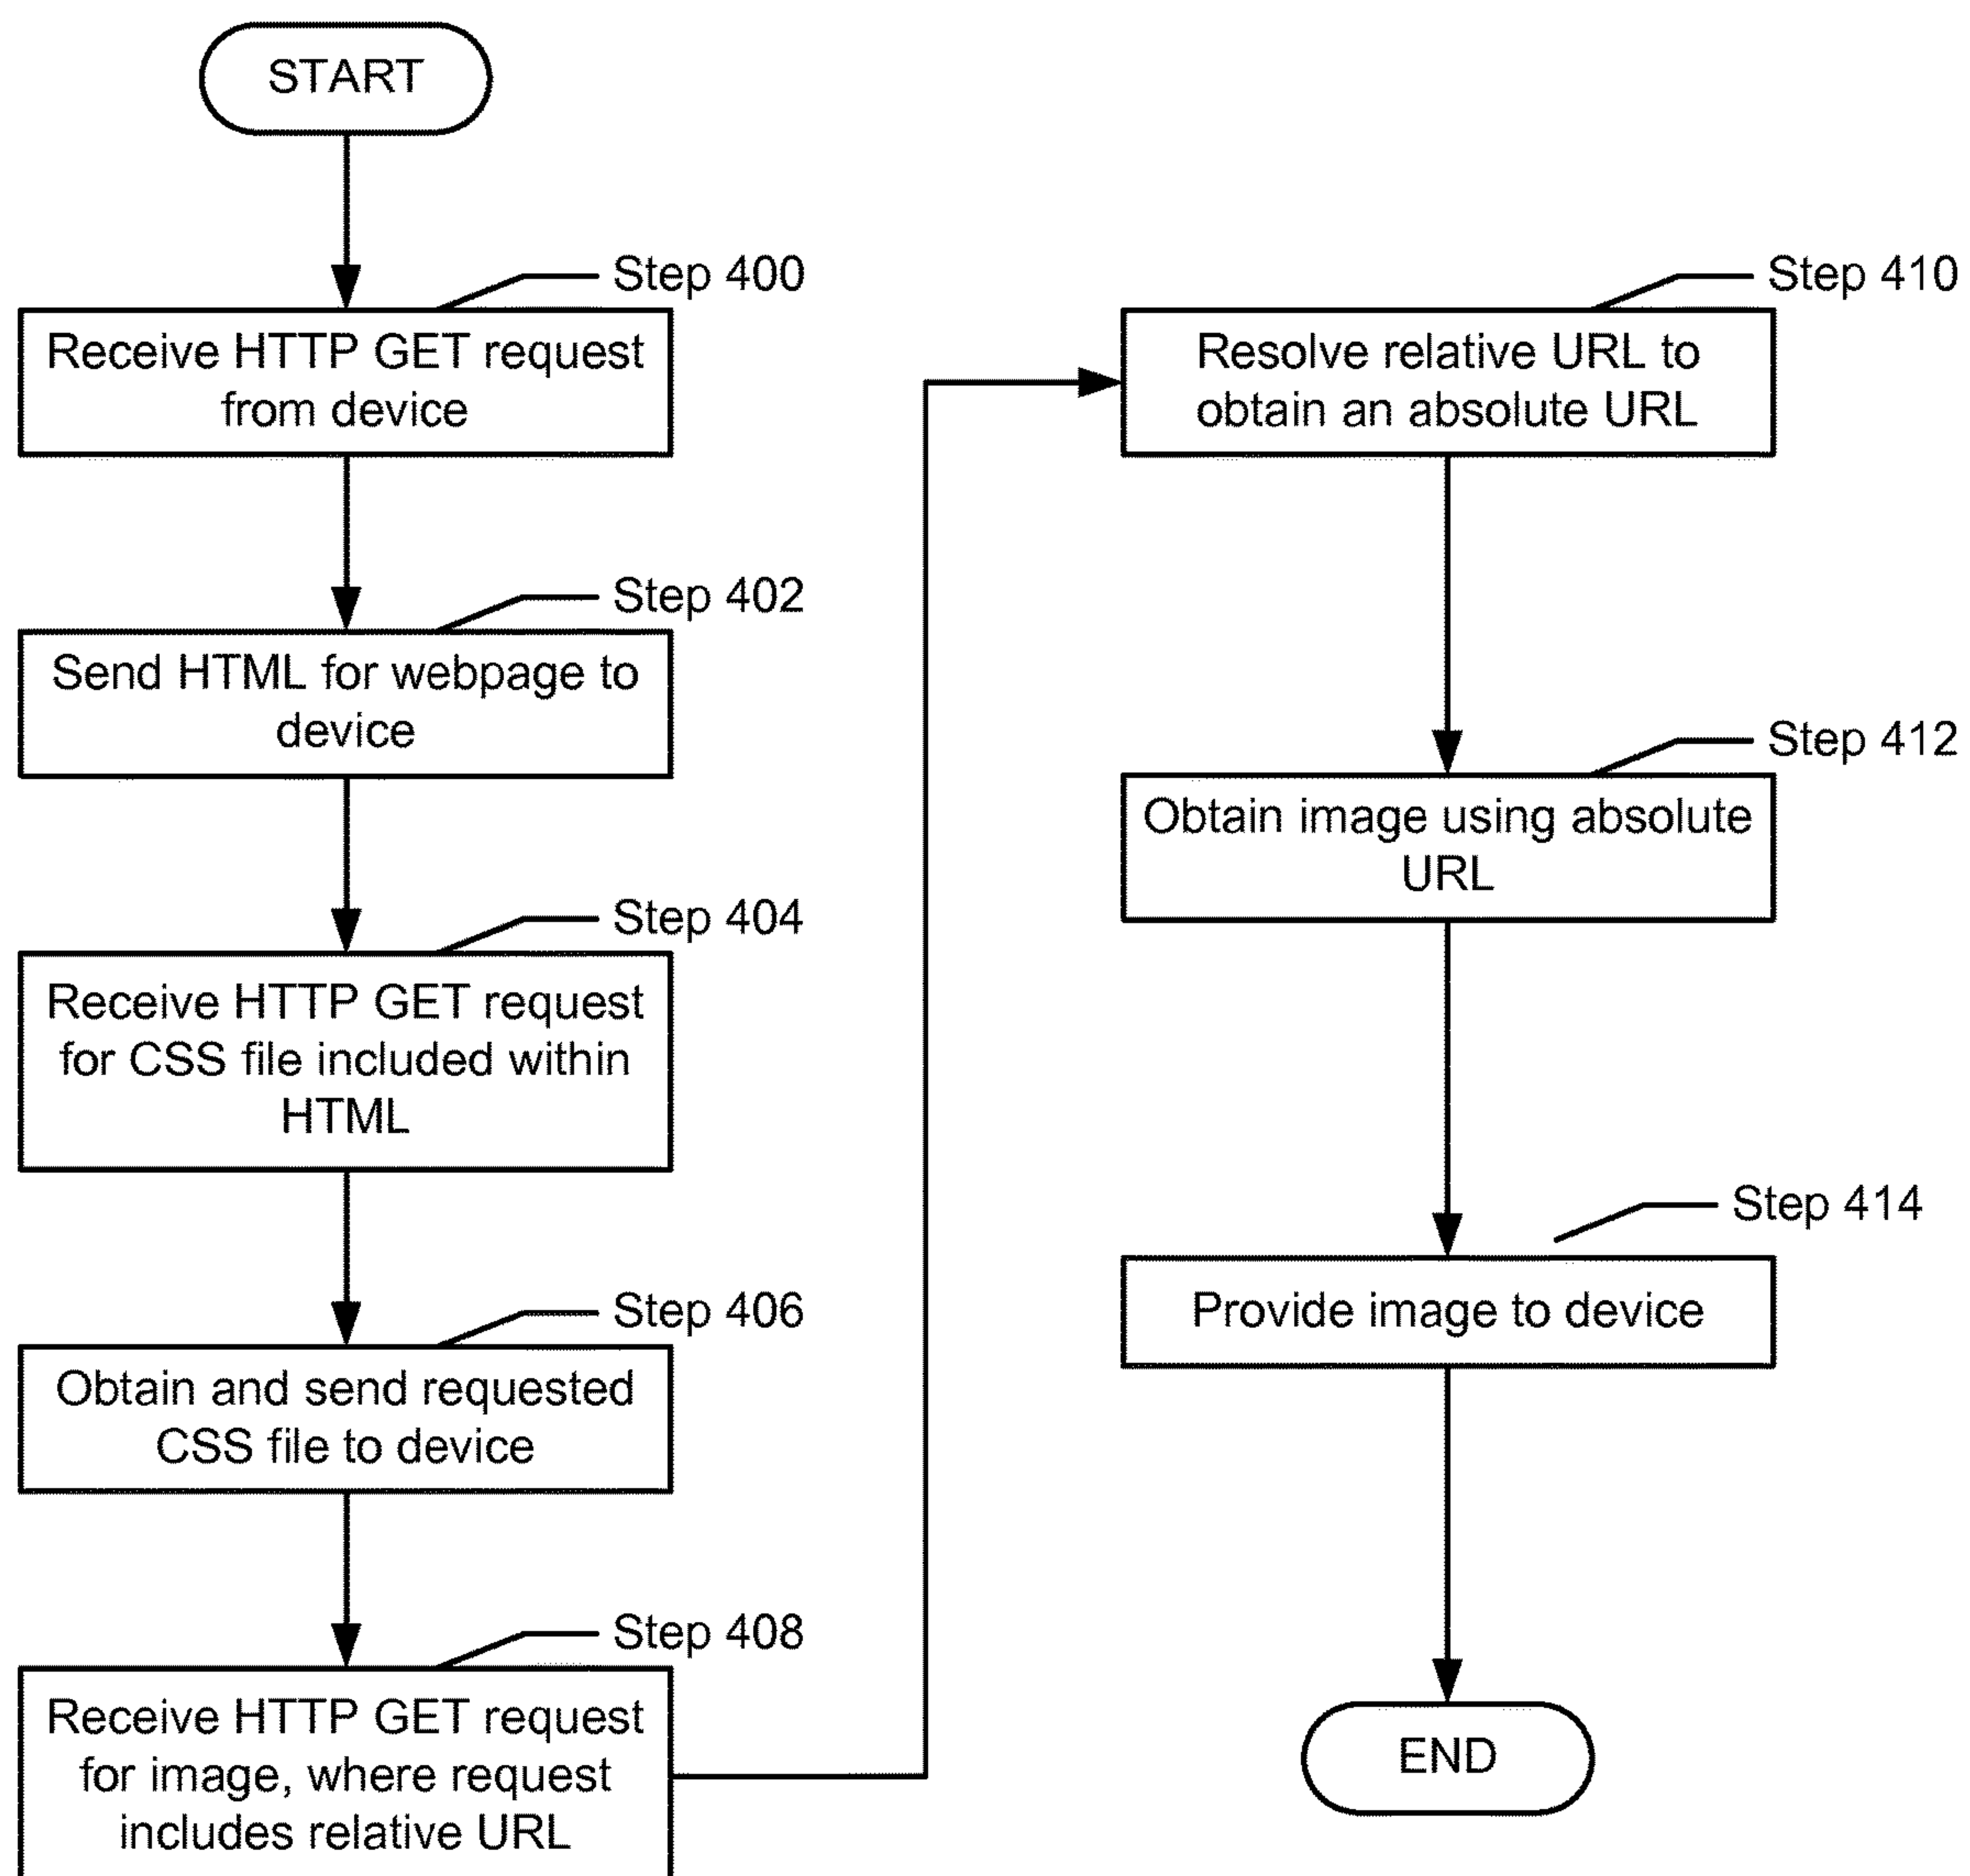 START
Step 400
Receive HTTP GET request
from device
Step 402
Send HTML for webpage to
device
Step 404
Receive HTTP GET request
for CSS file included within
HTML
Step 406
Obtain and send requested
CSS file to device
Step 408
Receive HTTP GET request
for image, where request
includes relative URL
Step 410
Resolve relative URL to
obtain an absolute URL
Step 412
Obtain image using absolute
URL
Step 414
Provide image to device
END